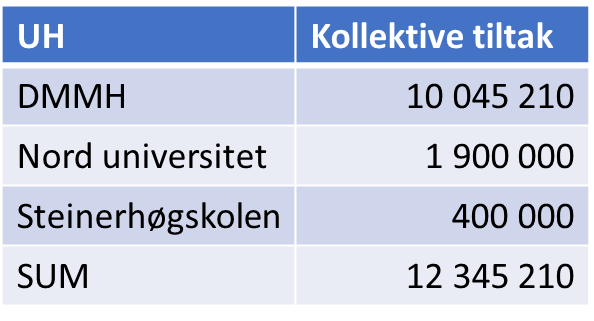 UH Kollektive tiltak
DMMH 10 045 210
Nord universitet 1 900 000
Steinerhøgskolen 400 000
SUM 12 345 210